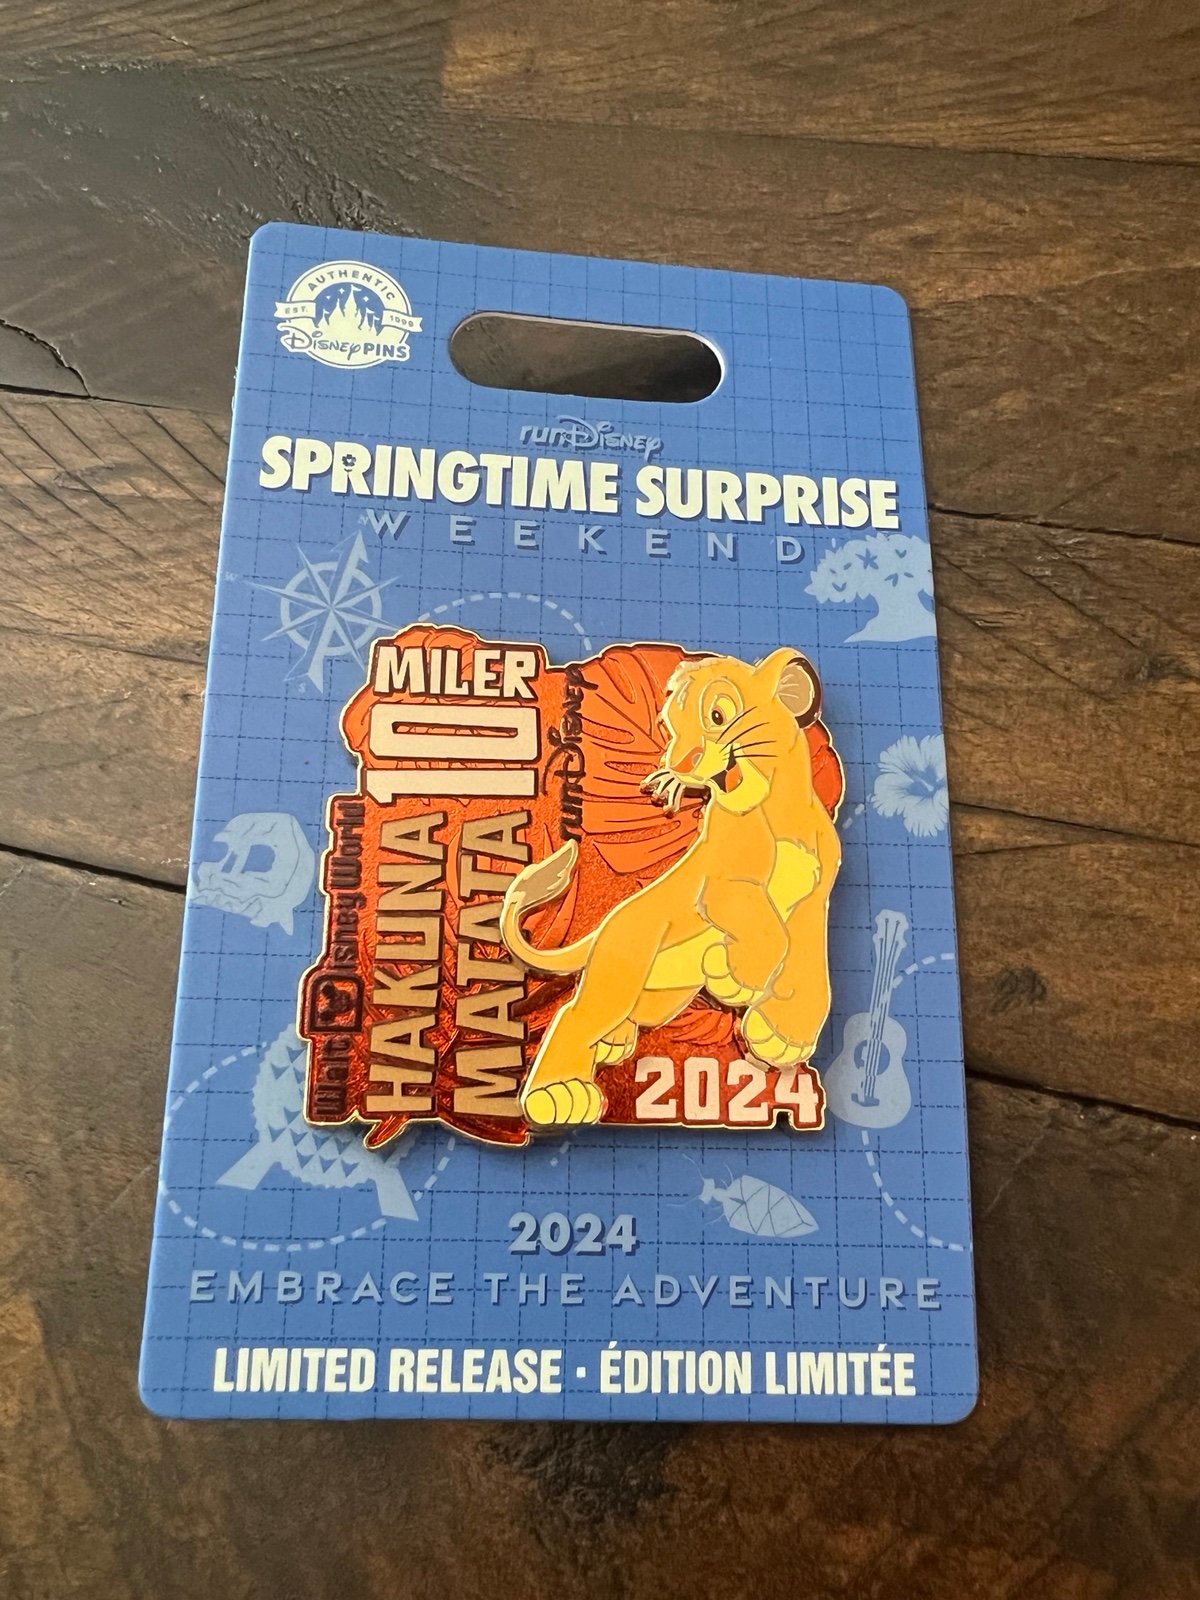 AUTHENTIC
EST. 1999
Disney PINS
runDisney
SPRINGTIME SURPRISE
WEEKEND
N
W
S
MILER
10
HAKUNA
MATATA
runDisney
Walt Disney World
2024
2024
EMBRACE THE ADVENTURE
LIMITED RELEASE · ÉDITION LIMITÉE